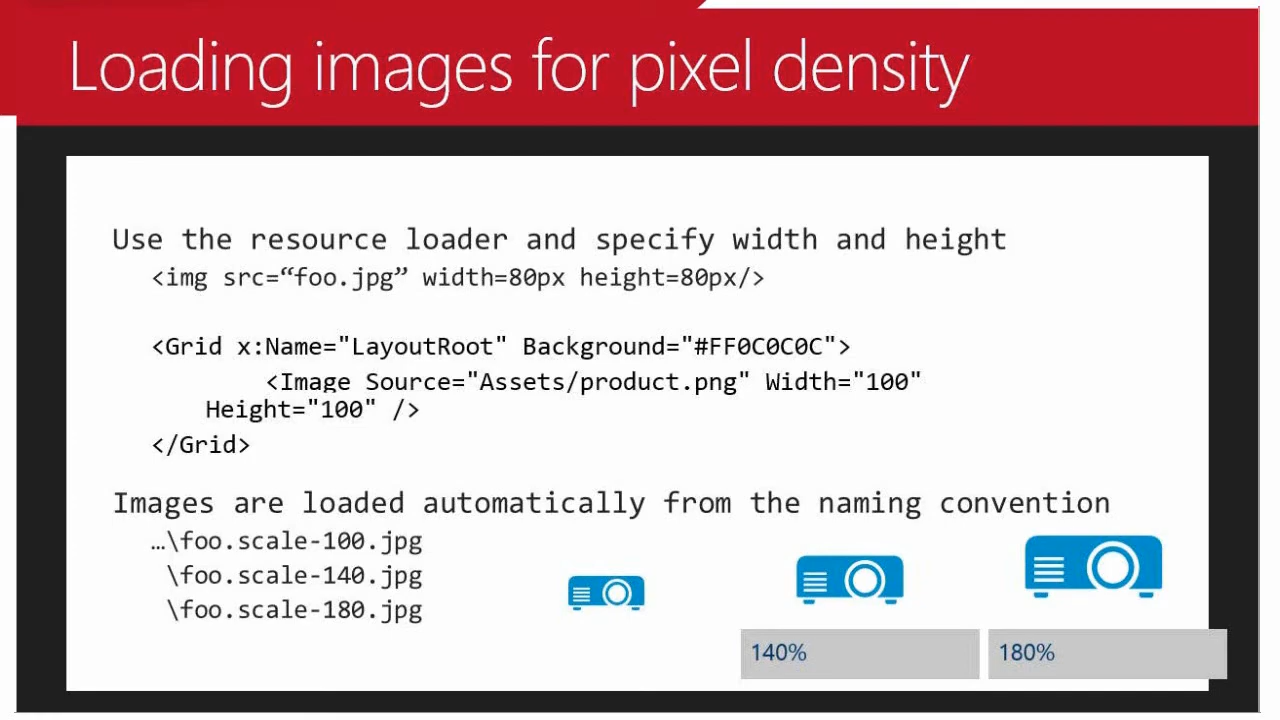 Loading images for pixel density
Use the resource loader and specify width and height
<img src=“foo.jpg” width=80px height=80px/>
<Grid x:Name="LayoutRoot" Background="#FF0C0C0C">
<Image Source="Assets/product.png" Width="100"
Height="100" />
</Grid>
Images are loaded automatically from the naming convention
…\foo.scale-100.jpg
\foo.scale-140.jpg
\foo.scale-180.jpg
140%
180%